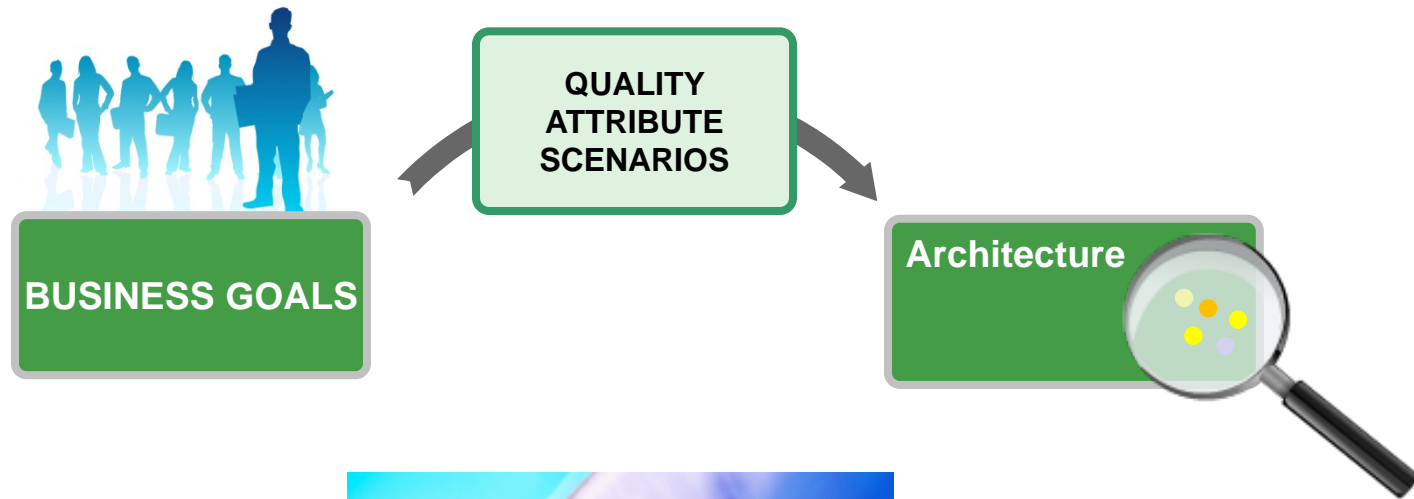 QUALITY
ATTRIBUTE
SCENARIOS
BUSINESS GOALS
Architecture